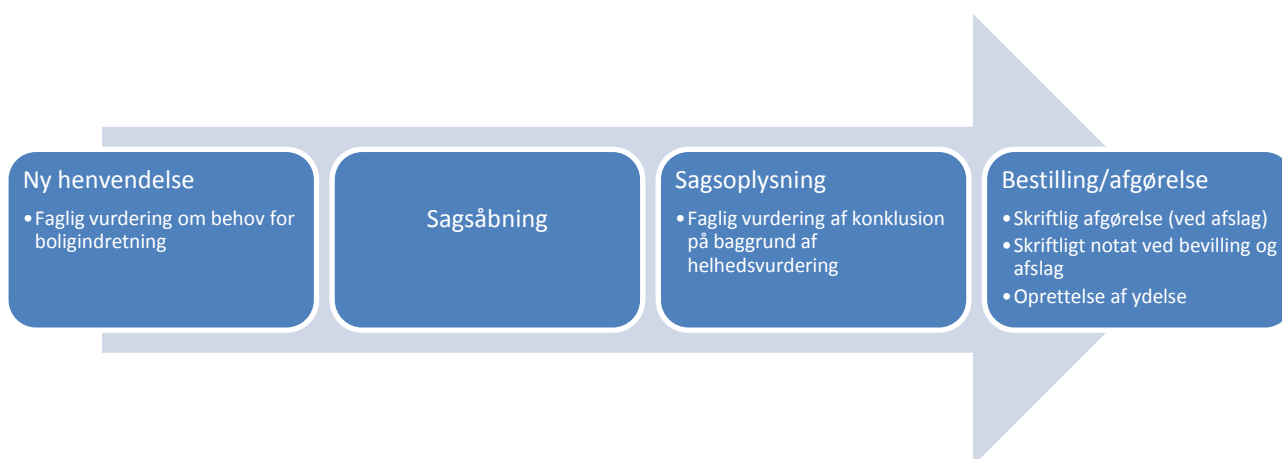 Ny henvendelse
•Faglig vurdering om behov for
boligindretning
Sagsåbning
Sagsoplysning
•Faglig vurdering af konklusion
på baggrund af
helhedsvurdering
Bestilling/afgørelse
•Skriftlig afgørelse (ved afslag)
•Skriftligt notat ved bevilling og
afslag
•Oprettelse af ydelse